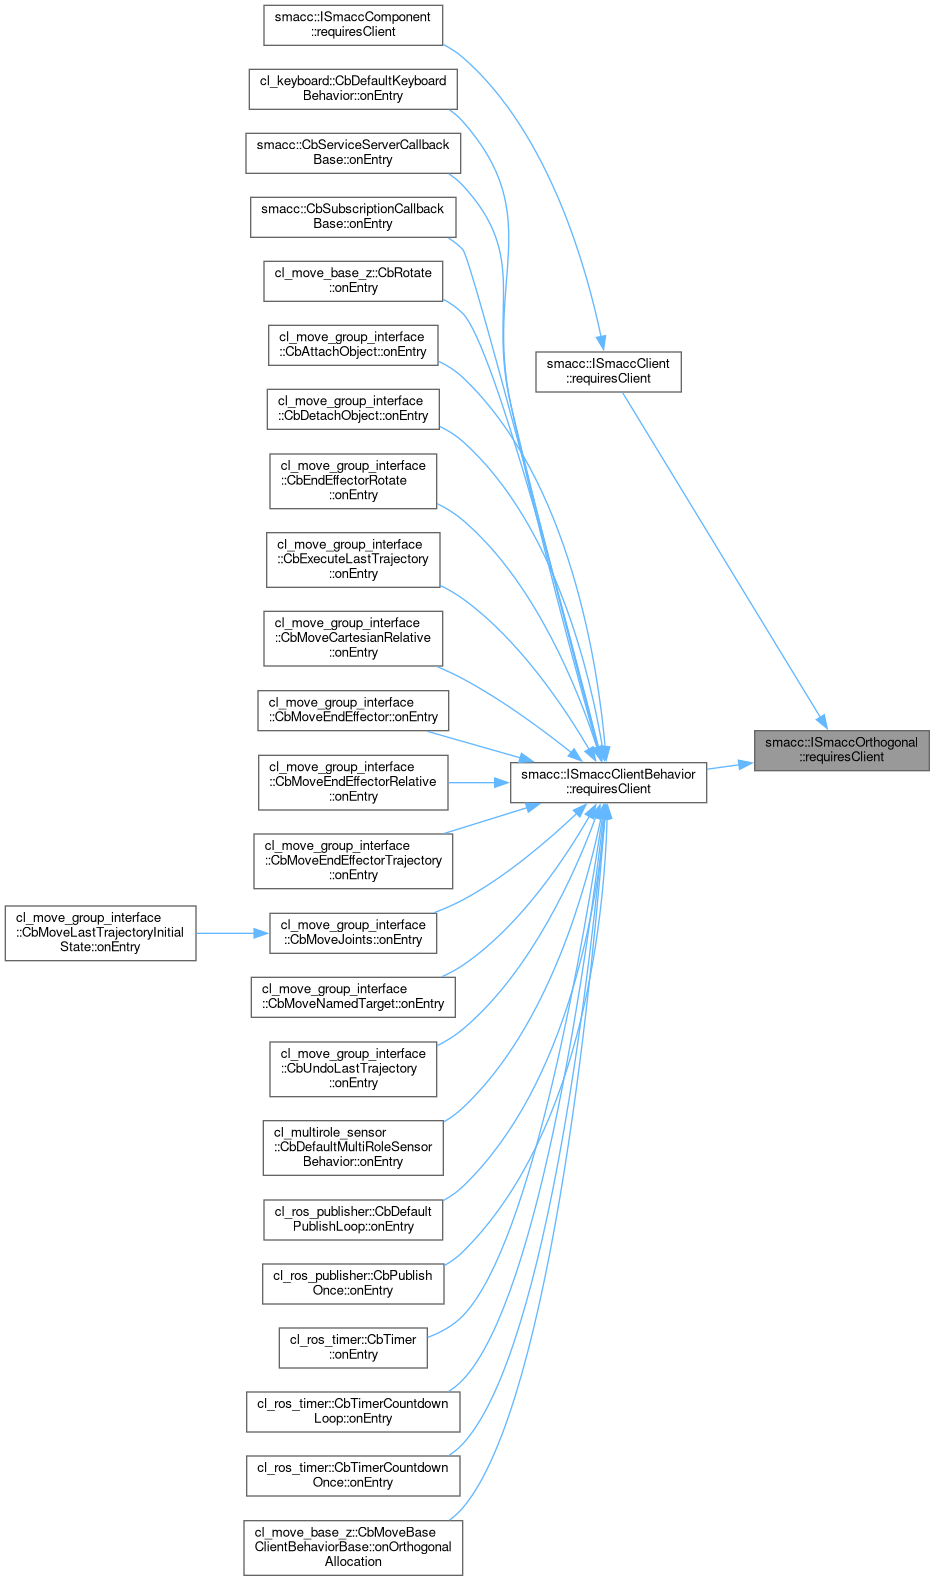 smacc::ISmaccComponent
::requiresClient
cl_keyboard::CbDefaultKeyboard
Behavior::onEntry
smacc::CbServiceServerCallback
Base::onEntry
smacc::CbSubscriptionCallback
Base::onEntry
cl_move_base_z::CbRotate
::onEntry
cl_move_group_interface
::CbAttachObject::onEntry
smacc::ISmaccClient
::requiresClient
cl_move_group_interface
::CbDetachObject::onEntry
cl_move_group_interface
::CbEndEffectorRotate
::onEntry
cl_move_group_interface
::CbExecuteLastTrajectory
::onEntry
cl_move_group_interface
::CbMoveCartesianRelative
::onEntry
cl_move_group_interface
::CbMoveEndEffector::onEntry
smacc::ISmaccOrthogonal
::requiresClient
cl_move_group_interface
::CbMoveEndEffectorRelative
::onEntry
smacc::ISmaccClientBehavior
::requiresClient
cl_move_group_interface
::CbMoveEndEffectorTrajectory
::onEntry
cl_move_group_interface
::CbMoveLastTrajectoryInitial
State::onEntry
cl_move_group_interface
::CbMoveJoints::onEntry
cl_move_group_interface
::CbMoveNamedTarget::onEntry
cl_move_group_interface
::CbUndoLastTrajectory
::onEntry
cl_multirole_sensor
::CbDefaultMultiRoleSensor
Behavior::onEntry
cl_ros_publisher::CbDefault
PublishLoop::onEntry
cl_ros_publisher::CbPublish
Once::onEntry
cl_ros_timer::CbTimer
::onEntry
cl_ros_timer::CbTimerCountdown
Loop::onEntry
cl_ros_timer::CbTimerCountdown
Once::onEntry
cl_move_base_z::CbMoveBase
ClientBehaviorBase::onOrthogonal
Allocation